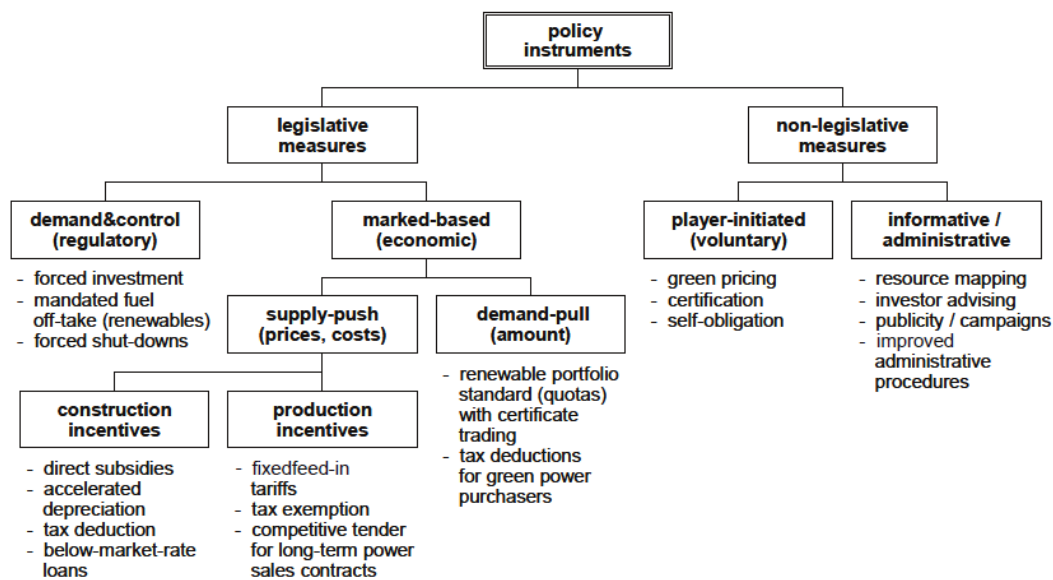 policy
instruments
legislative
measures
non-legislative
measures
demand&control
(regulatory)
marked-based
(economic)
player-initiated
(voluntary)
informative /
administrative
- forced investment
- mandated fuel
off-take (renewables)
- forced shut-downs
supply-push
(prices, costs)
demand-pull
(amount)
- green pricing
- certification
- self-obligation
- resource mapping
- investor advising
- publicity / campaigns
- improved
administrative
procedures
construction
incentives
production
incentives
- renewable portfolio
standard (quotas)
with certificate
trading
- tax deductions
for green power
purchasers
- direct subsidies
- accelerated
depreciation
- tax deduction
- below-market-rate
loans
- fixedfeed-in
tariffs
- tax exemption
- competitive tender
for long-term power
sales contracts